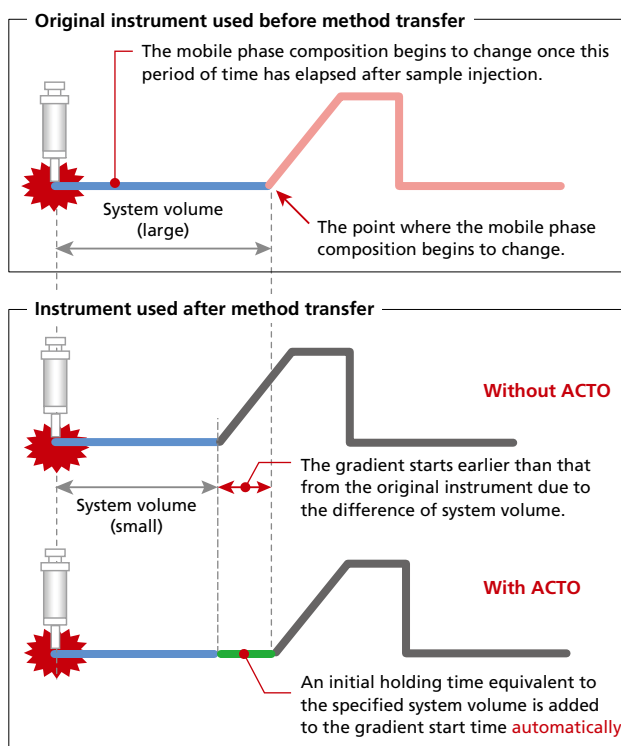 Original instrument used before method transfer
The mobile phase composition begins to change once this
period of time has elapsed after sample injection.
System volume
(large)
The point where the mobile phase
composition begins to change.
Instrument used after method transfer
Without ACTO
The gradient starts earlier than that
from the original instrument due to
the difference of system volume.
System volume
(small)
With ACTO
An initial holding time equivalent to
the specified system volume is added
to the gradient start time automatically